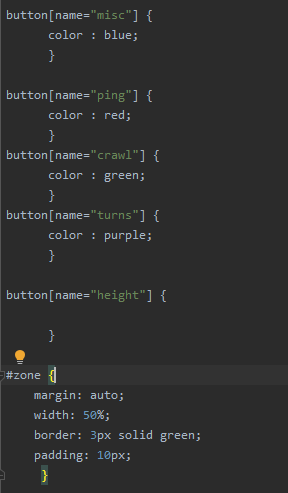 button[name="misc"] {
color : blue;
}
button[name="ping"] {
color : red;
}
button[name="crawl"] {
color : green;
}
button[name="turns"] {
color : purple;
}
button[name="height"] {
}
#zone {
margin: auto;
width: 50%;
border: 3px solid green;
padding: 10px;
}